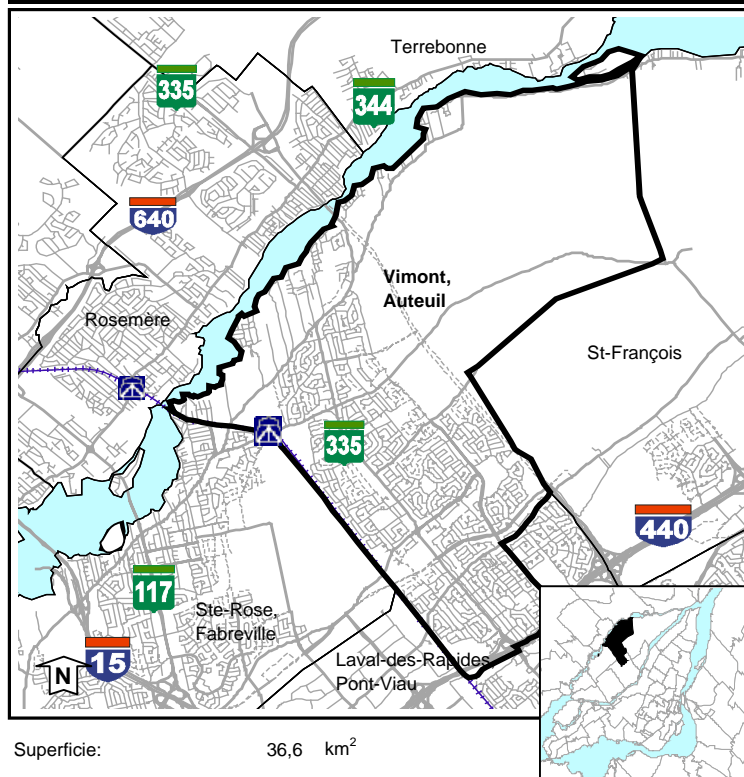 Terrebonne
335
344
640
Vimont,
Auteuil
Rosemère
St-François
335
440
117
Ste-Rose,
Fabreville
15
Laval-des-Rapides,
Pont-Viau
N
Superficie: 36,6 km²